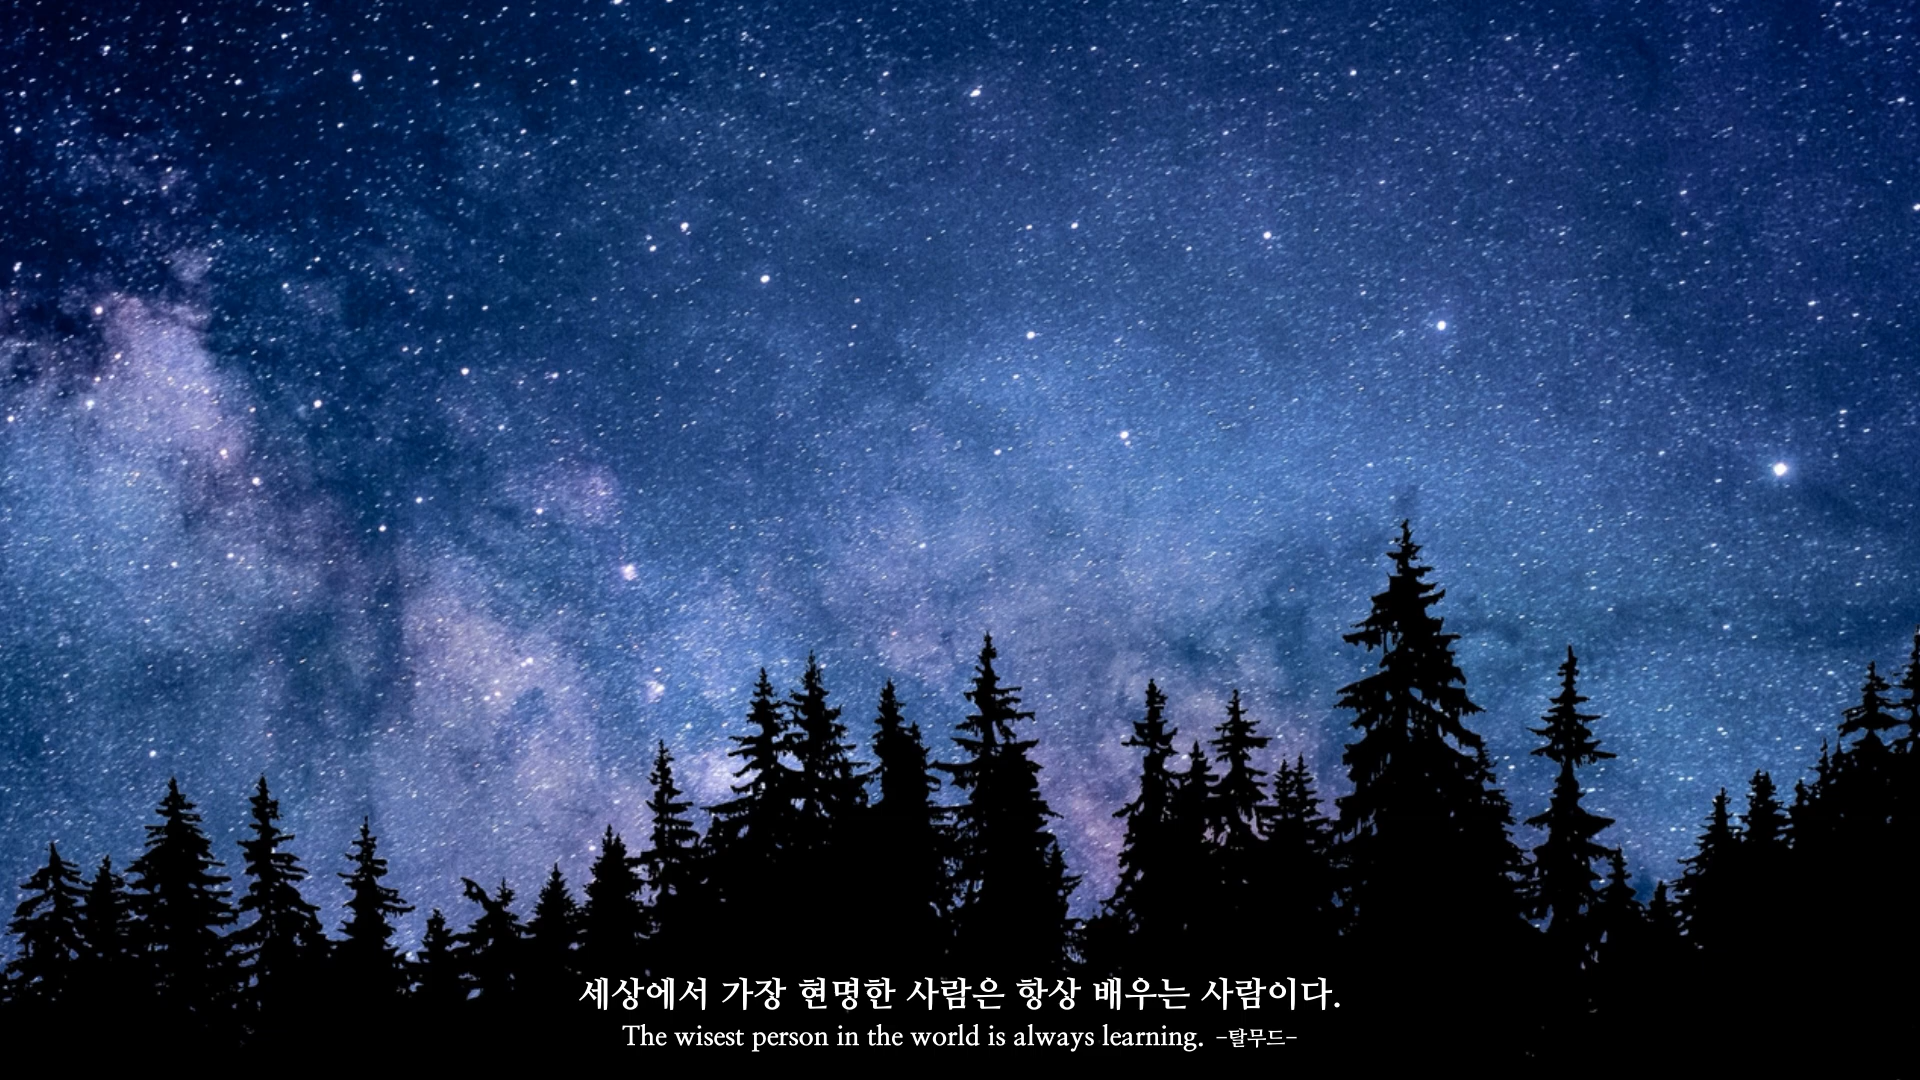 세상에서 가장 현명한 사람은 항상 배우는 사람이다.
The wisest person in the world is always learning. -탈무드-